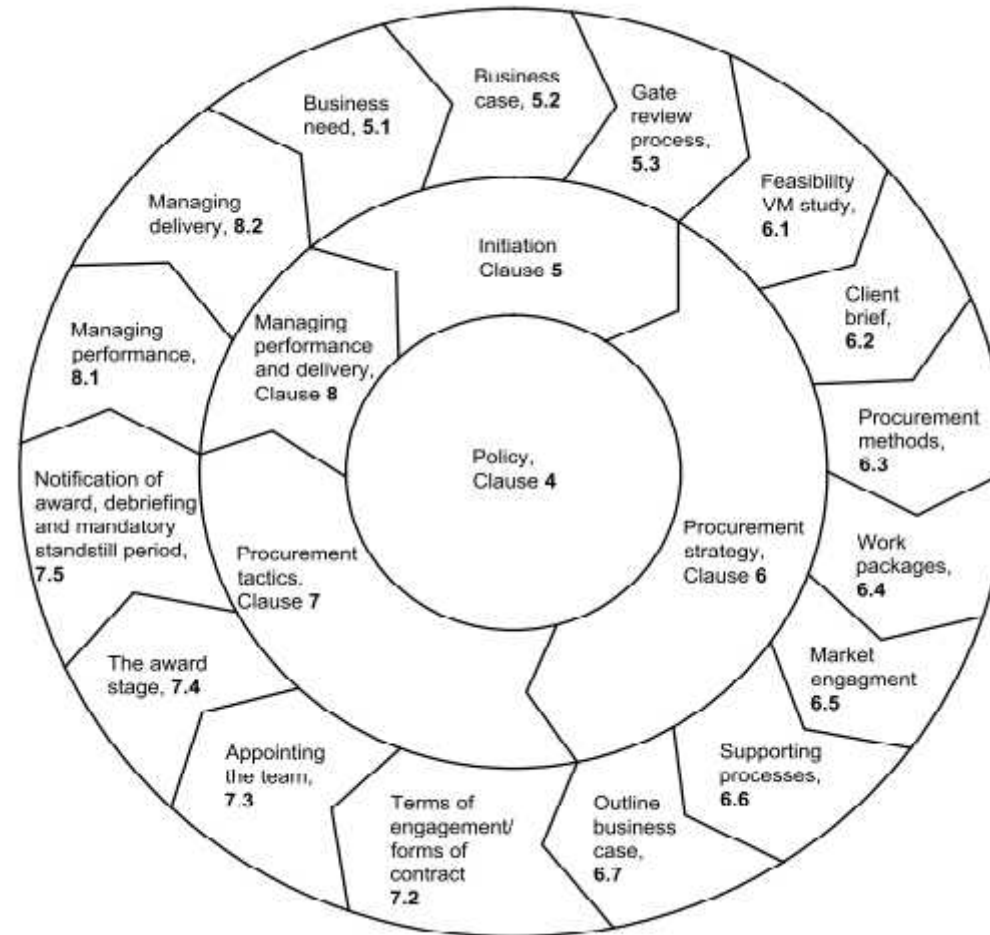 Business
case, 5.2
Gate
review
process,
5.3
Feasibility
VM study,
6.1
Client
brief,
6.2
Procurement
methods,
6.3
Work
packages,
6.4
Market
engagment
6.5
Supporting
processes,
6.6
Outline
business
case,
6.7
Terms of
engagement/
forms of
contract
7.2
Appointing
the team,
7.3
The award
stage, 7.4
Notification of
award, debriefing
and mandatory
standstill period,
7.5
Managing
performance,
8.1
Managing
delivery, 8.2
Business
need, 5.1
Initiation
Clause 5
Procurement
strategy,
Clause 6
Procurement
tactics.
Clause 7
Managing
performance
and delivery,
Clause 8
Policy,
Clause 4